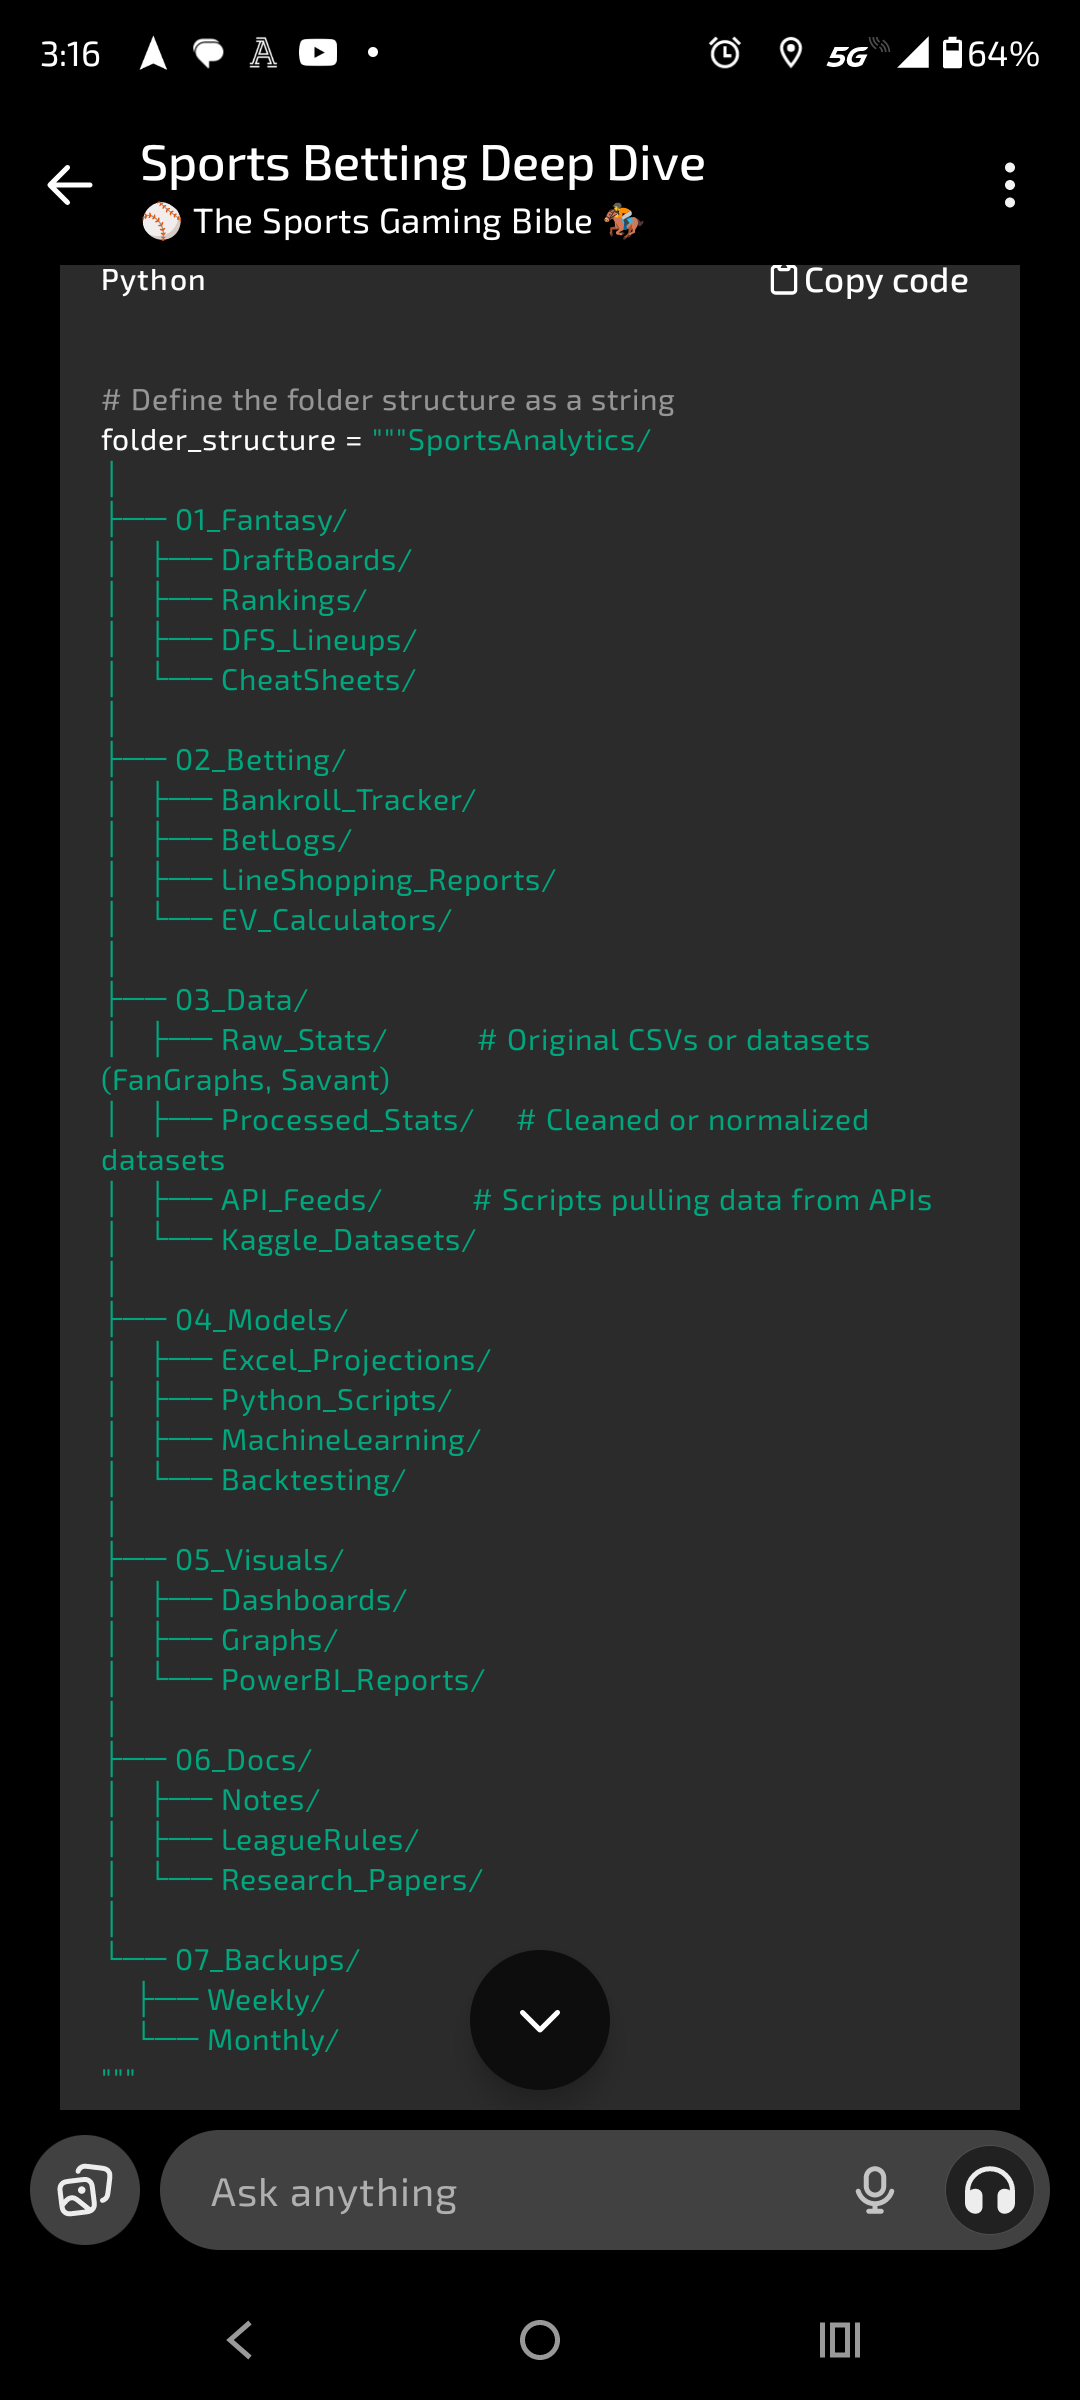 3:16
5G
64%
Sports Betting Deep Dive
⚾ The Sports Gaming Bible 🏇
Python
Copy code
# Define the folder structure as a string
folder_structure = """SportsAnalytics/
│
├── 01_Fantasy/
│   ├── DraftBoards/
│   ├── Rankings/
│   ├── DFS_Lineups/
│   └── CheatSheets/
│
├── 02_Betting/
│   ├── Bankroll_Tracker/
│   ├── BetLogs/
│   ├── LineShopping_Reports/
│   └── EV_Calculators/
│
├── 03_Data/
│   ├── Raw_Stats/          # Original CSVs or datasets
(FanGraphs, Savant)
│   ├── Processed_Stats/    # Cleaned or normalized
datasets
│   ├── API_Feeds/          # Scripts pulling data from APIs
│   └── Kaggle_Datasets/
│
├── 04_Models/
│   ├── Excel_Projections/
│   ├── Python_Scripts/
│   ├── MachineLearning/
│   └── Backtesting/
│
├── 05_Visuals/
│   ├── Dashboards/
│   ├── Graphs/
│   └── PowerBI_Reports/
│
├── 06_Docs/
│   ├── Notes/
│   ├── LeagueRules/
│   └── Research_Papers/
│
└── 07_Backups/
    ├── Weekly/
    └── Monthly/
"""
Ask anything